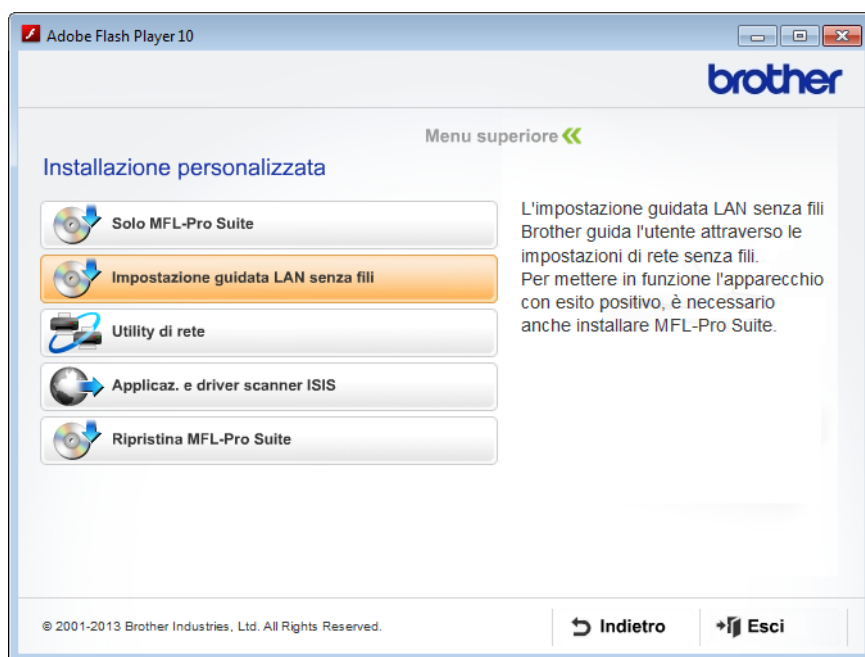 Adobe Flash Player 10
brother
Menu superiore
Installazione personalizzata
Solo MFL-Pro Suite
Impostazione guidata LAN senza fili
Utility di rete
Applicaz. e driver scanner ISIS
Ripristina MFL-Pro Suite
L'impostazione guidata LAN senza fili
Brother guida l'utente attraverso le
impostazioni di rete senza fili.
Per mettere in funzione l'apparecchio
con esito positivo, è necessario
anche installare MFL-Pro Suite.
© 2001-2013 Brother Industries, Ltd. All Rights Reserved.
Indietro
Esci